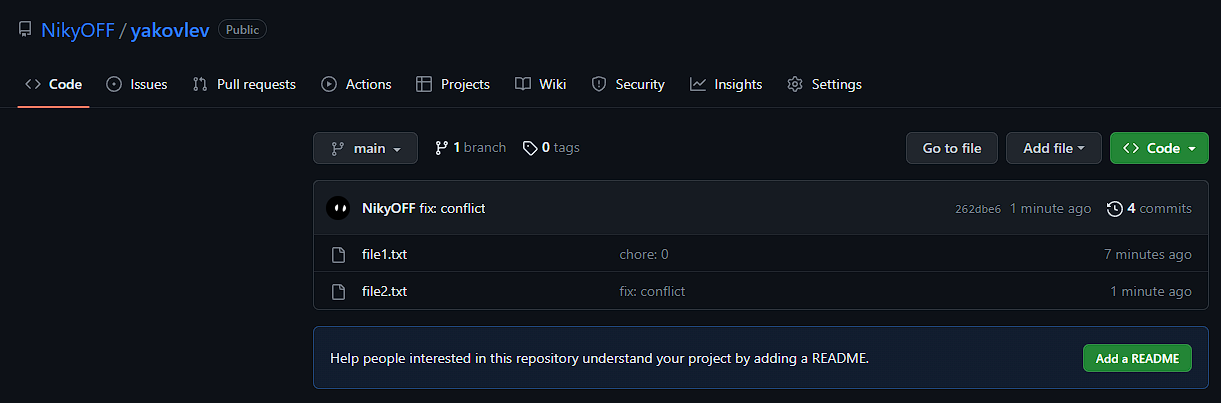 NikyOFF / yakovlev Public
Code Issues Pull requests Actions Projects Wiki Security Insights Settings
main 1 branch 0 tags Go to file Add file Code
NikyOFF fix: conflict 262dbe6 1 minute ago 4 commits
file1.txt chore: 0 7 minutes ago
file2.txt fix: conflict 1 minute ago
Help people interested in this repository understand your project by adding a README. Add a README